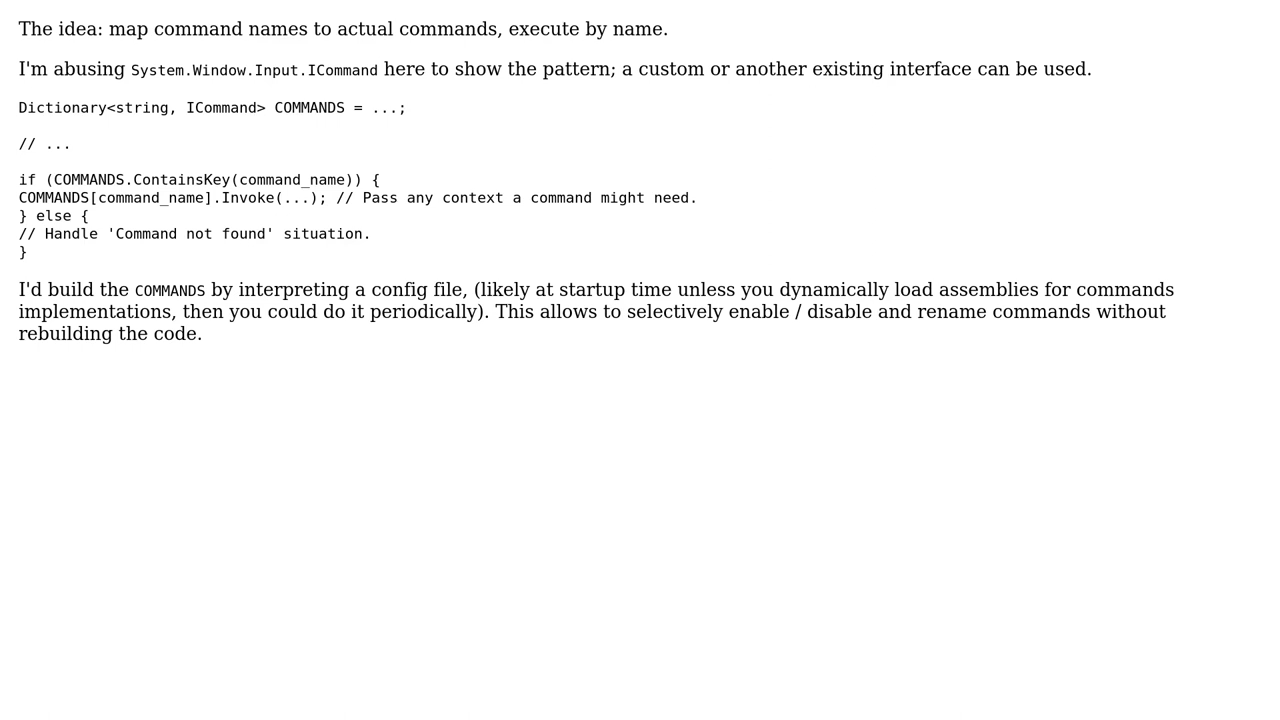 The idea: map command names to actual commands, execute by name.
I'm abusing System.Window.Input.ICommand here to show the pattern; a custom or another existing interface can be used.
Dictionary<string, ICommand> COMMANDS = ...;
// ...
if (COMMANDS.ContainsKey(command_name)) {
COMMANDS[command_name].Invoke(...); // Pass any context a command might need.
} else {
// Handle 'Command not found' situation.
}
I'd build the COMMANDS by interpreting a config file, (likely at startup time unless you dynamically load assemblies for commands
implementations, then you could do it periodically). This allows to selectively enable / disable and rename commands without
rebuilding the code.